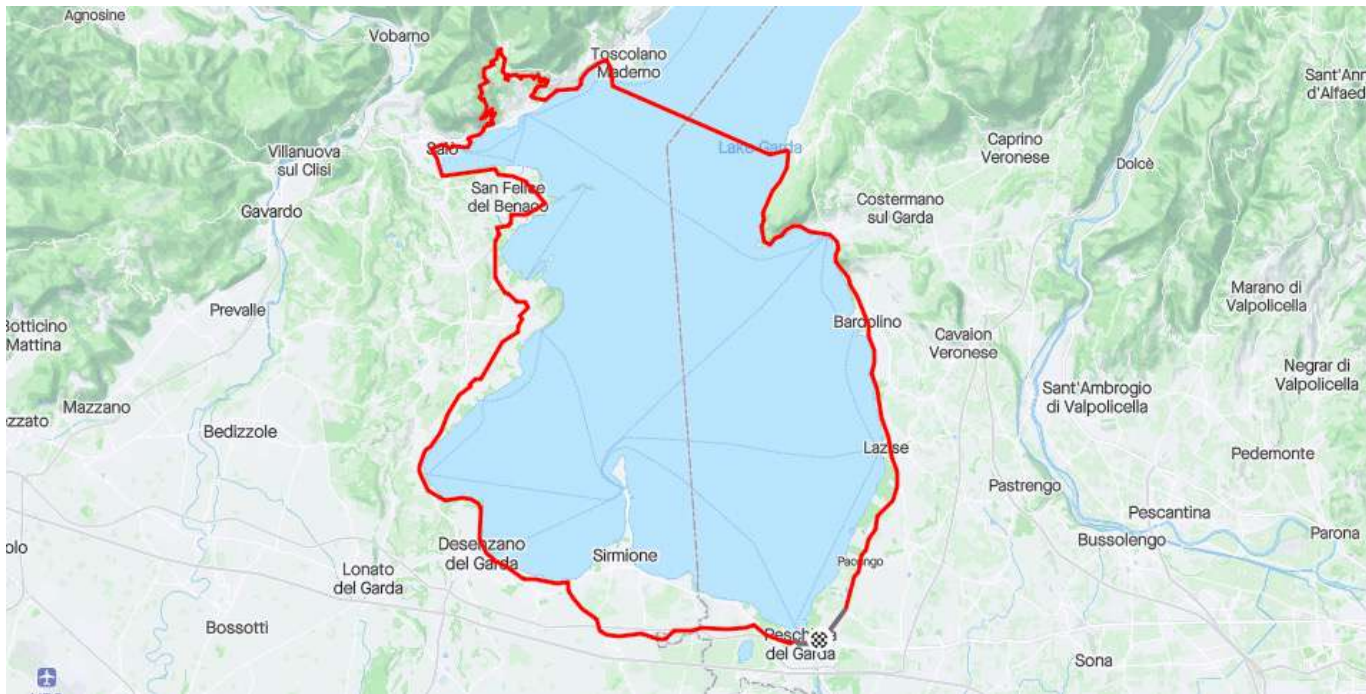 Agnosine
Vobarno
Toscolano
Maderno
Sant'Ann
d'Alfaed
Caprino
Veronese
Villanuova
sul Clisi
Salò
Lake Garda
Dolcè
San Felice
del Benaco
Costermano
sul Garda
Gavardo
Marano di
Valpolicella
Prevalle
Botticino
Mattina
Bardolino
Cavaion
Veronese
Negrar di
Valpolicella
Sant'Ambrogio
di Valpolicella
Mazzano
ezzato
Bedizzole
Lazise
Pedemonte
Pastrengo
Pescantina
Parona
Bussolengo
olo
Desenzano
del Garda
Sirmione
Pacengo
Lonato
del Garda
Bossotti
Peschiera
del Garda
Sona